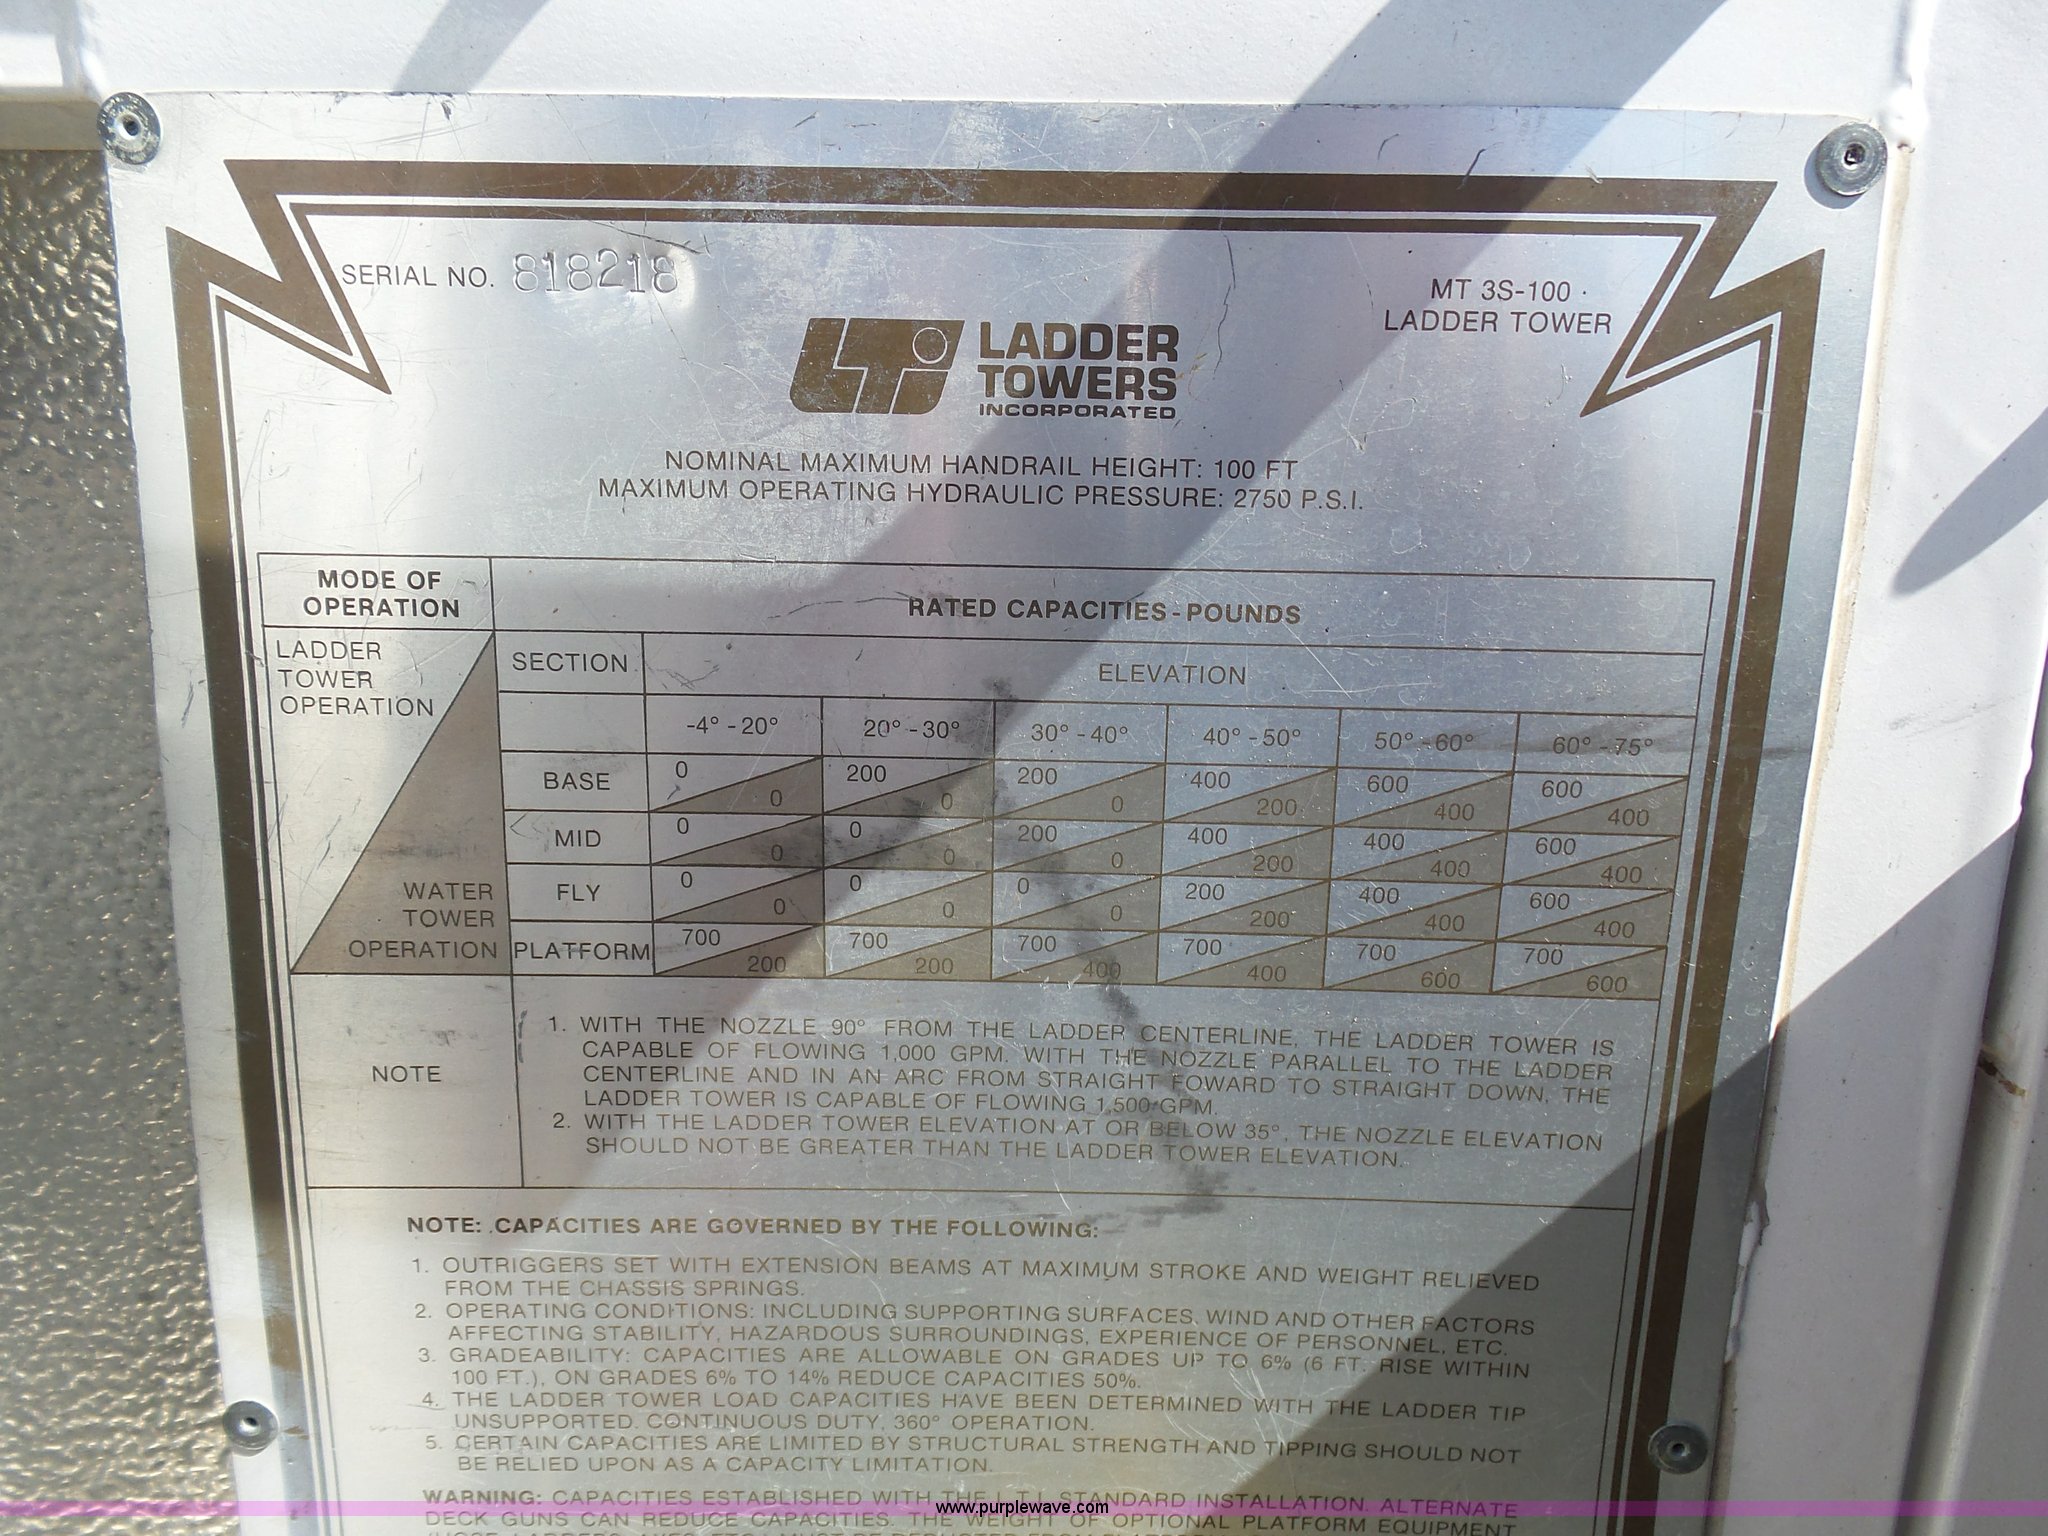 SERIAL NO. 818218
MT 3S-100
LADDER TOWER
LTI LADDER
TOWERS
INCORPORATED
NOMINAL MAXIMUM HANDRAIL HEIGHT: 100 FT
MAXIMUM OPERATING HYDRAULIC PRESSURE: 2750 P.S.I.
MODE OF
OPERATION
RATED CAPACITIES - POUNDS
LADDER
TOWER
OPERATION
WATER
TOWER
OPERATION
SECTION ELEVATION
-4° -20° 20° -30° 30° -40° 40° -50° 50° -60° 60° -75°
BASE 0 0 200 0 200 0 400 200 600 400 600 400
MID 0 0 0 0 200 0 400 200 400 400 600 400
FLY 0 0 0 0 0 0 200 200 400 400 600 400
PLATFORM 700 200 700 200 700 400 700 400 700 600 700 600
NOTE
1. WITH THE NOZZLE 90° FROM THE LADDER CENTERLINE, THE LADDER TOWER IS
CAPABLE OF FLOWING 1,000 GPM. WITH THE NOZZLE PARALLEL TO THE LADDER
CENTERLINE AND IN AN ARC FROM STRAIGHT FOWARD TO STRAIGHT DOWN, THE
LADDER TOWER IS CAPABLE OF FLOWING 1,500 GPM.
2. WITH THE LADDER TOWER ELEVATION AT OR BELOW 35°, THE NOZZLE ELEVATION
SHOULD NOT BE GREATER THAN THE LADDER TOWER ELEVATION.
NOTE: CAPACITIES ARE GOVERNED BY THE FOLLOWING:
1. OUTRIGGERS SET WITH EXTENSION BEAMS AT MAXIMUM STROKE AND WEIGHT RELIEVED
FROM THE CHASSIS SPRINGS.
2. OPERATING CONDITIONS: INCLUDING SUPPORTING SURFACES, WIND AND OTHER FACTORS
AFFECTING STABILITY, HAZARDOUS SURROUNDINGS, EXPERIENCE OF PERSONNEL, ETC.
3. GRADEABILITY: CAPACITIES ARE ALLOWABLE ON GRADES UP TO 6% (6 FT. RISE WITHIN
100 FT.), ON GRADES 6% TO 14% REDUCE CAPACITIES 50%.
4. THE LADDER TOWER LOAD CAPACITIES HAVE BEEN DETERMINED WITH THE LADDER TIP
UNSUPPORTED, CONTINUOUS DUTY, 360° OPERATION.
5. CERTAIN CAPACITIES ARE LIMITED BY STRUCTURAL STRENGTH AND TIPPING SHOULD NOT
BE RELIED UPON AS A CAPACITY LIMITATION.
WARNING: CAPACITIES ESTABLISHED WITH THE L.T.I. STANDARD INSTALLATION. ALTERNATE
www.purplewave.com
DECK GUNS CAN REDUCE CAPACITIES. THE WEIGHT OF OPTIONAL PLATFORM EQUIPMENT